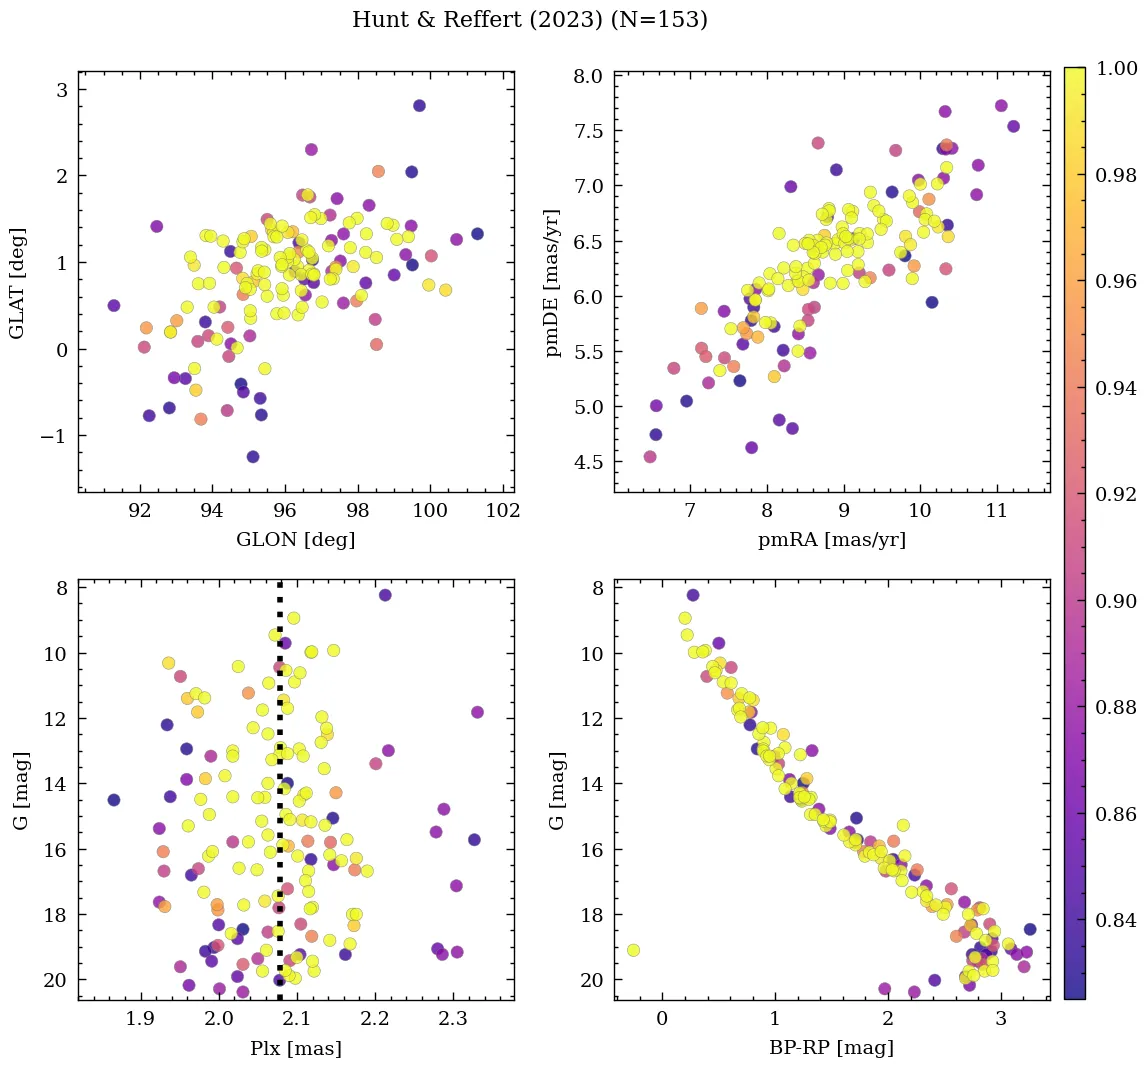 Hunt & Reffert (2023) (N=153)
3
2
1
0
−1
GLAT [deg]
92 94 96 98 100 102
GLON [deg]
8.0
7.5
7.0
6.5
6.0
5.5
5.0
4.5
pmDE [mas/yr]
7 8 9 10 11
pmRA [mas/yr]
8
10
12
14
16
18
20
G [mag]
1.9 2.0 2.1 2.2 2.3
Plx [mas]
8
10
12
14
16
18
20
G [mag]
0 1 2 3
BP-RP [mag]
1.00
0.98
0.96
0.94
0.92
0.90
0.88
0.86
0.84